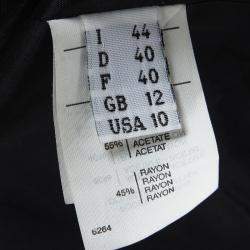 I 44
D 40
F 40
GB 12
USA 10
55% ACETATE
ACETAT
RAYON
45% RAYON
RAYON
RAYON
6264